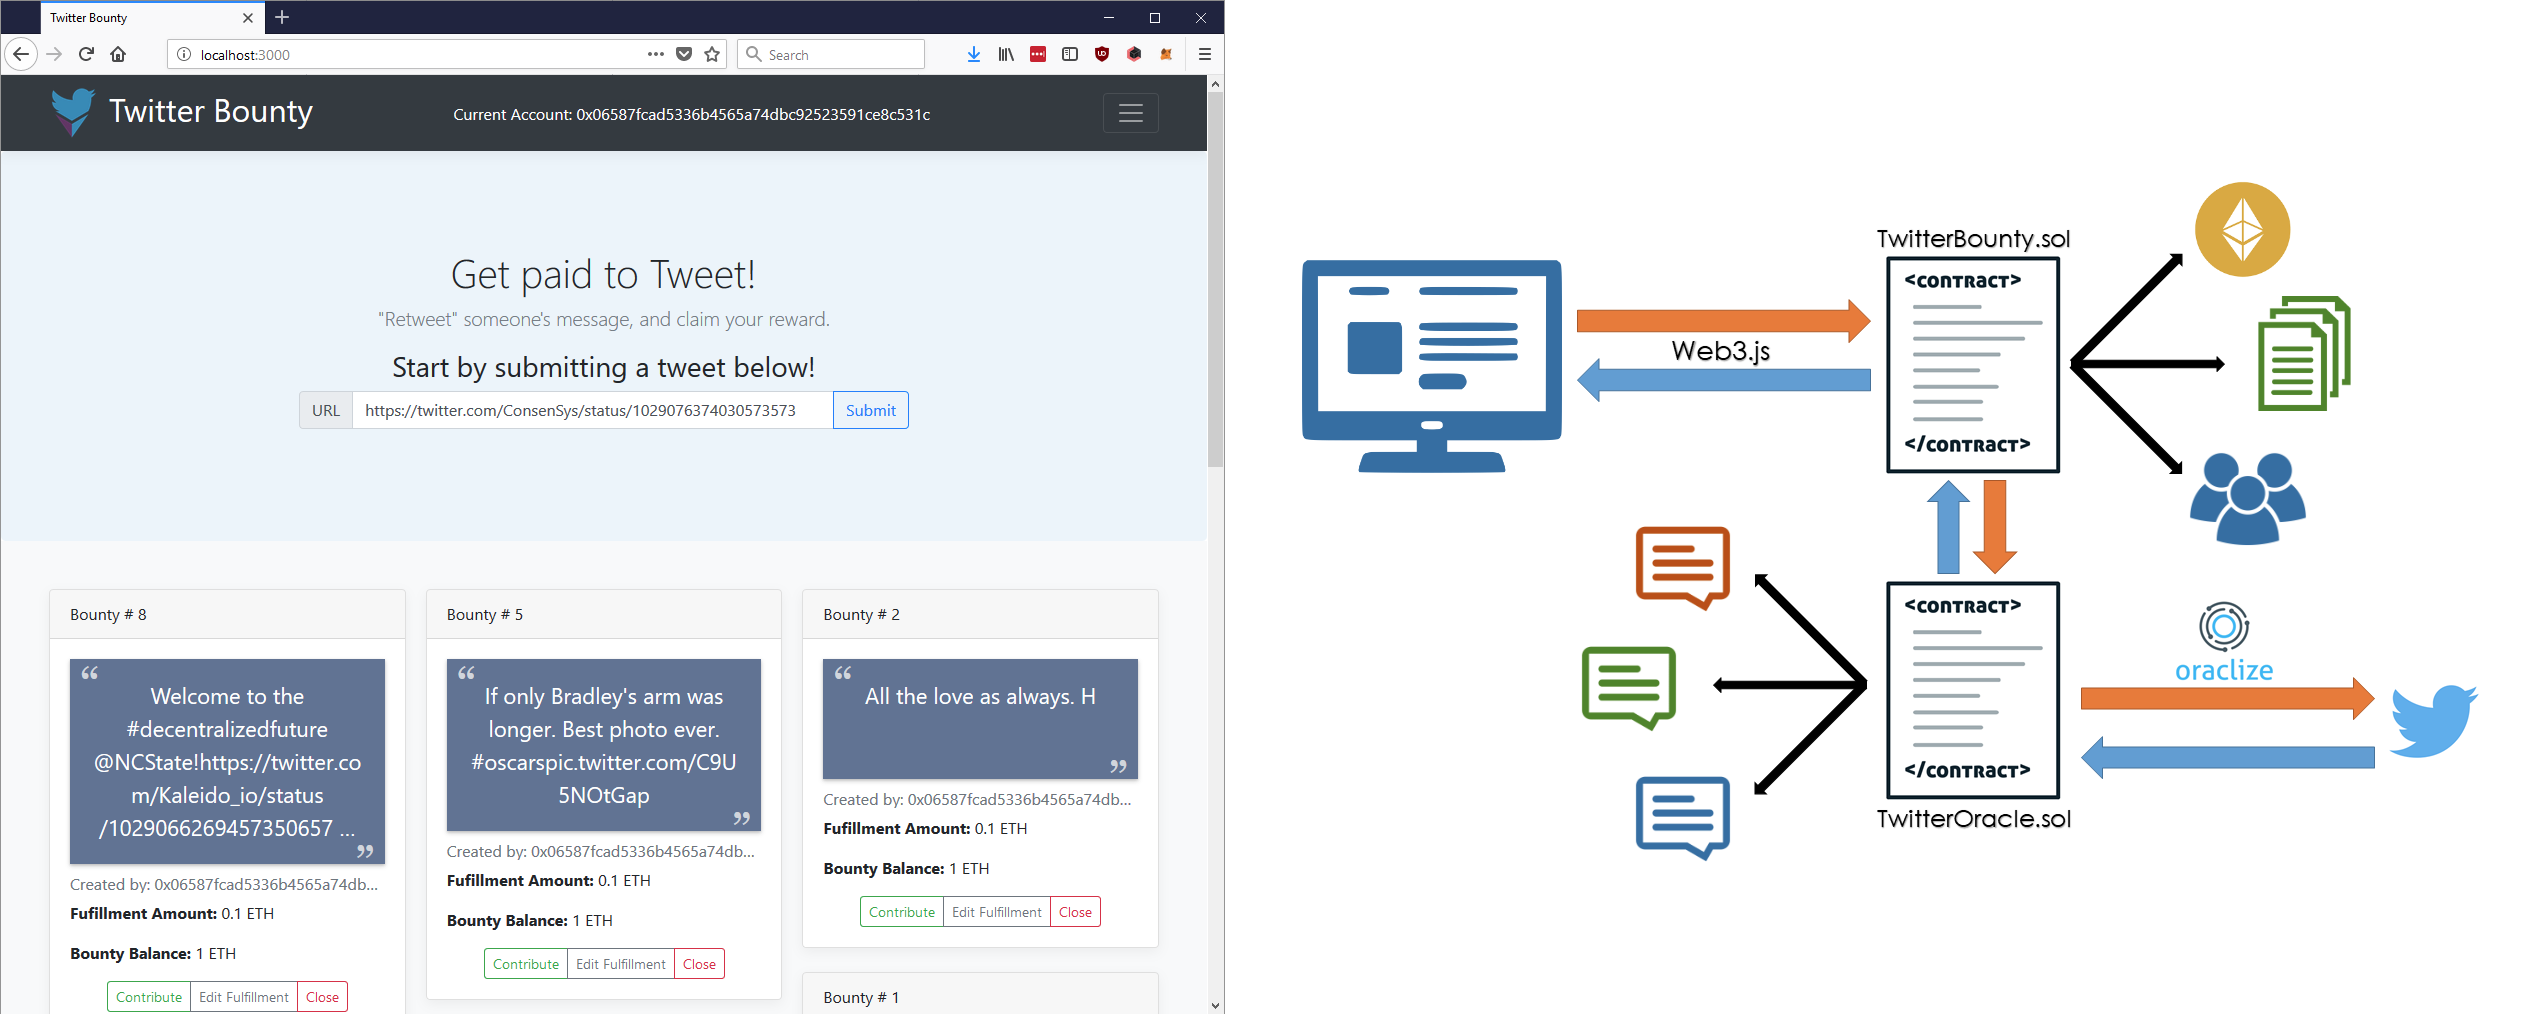 Twitter Bounty
localhost:3000
Search
Twitter Bounty
Current Account: 0x06587fcad5336b4565a74dbc92523591ce8c531c
Get paid to Tweet!
"Retweet" someone's message, and claim your reward.
Start by submitting a tweet below!
URL
https://twitter.com/ConsenSys/status/1029076374030573573
Submit
Bounty # 8
“
Welcome to the
#decentralizedfuture
@NCState!https://twitter.co
m/Kaleido_io/status
/1029066269457350657 ...
”
Created by: 0x06587fcad5336b4565a74db...
Fufillment Amount: 0.1 ETH
Bounty Balance: 1 ETH
Contribute
Edit Fulfillment
Close
Bounty # 5
“
If only Bradley's arm was
longer. Best photo ever.
#oscarspic.twitter.com/C9U
5NOtGap
”
Created by: 0x06587fcad5336b4565a74db...
Fufillment Amount: 0.1 ETH
Bounty Balance: 1 ETH
Contribute
Edit Fulfillment
Close
Bounty # 2
“
All the love as always. H
”
Created by: 0x06587fcad5336b4565a74db...
Fufillment Amount: 0.1 ETH
Bounty Balance: 1 ETH
Contribute
Edit Fulfillment
Close
Bounty # 1
TwitterBounty.sol
<contract>
</contract>
Web3.js
<contract>
</contract>
TwitterOracle.sol
oraclize